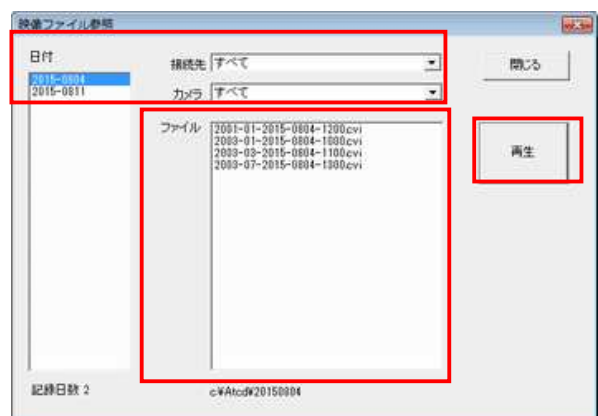 映像ファイル参照
日付
接続先 すべて
閉じる
2015-0804
2015-0811
カメラ すべて
ファイル
2001-01-2015-0804-1200.cvi
2003-01-2015-0804-1000.cvi
2003-03-2015-0804-1100.cvi
2003-07-2015-0804-1300.cvi
再生
記録日数 2
c:¥Atcd¥20150804